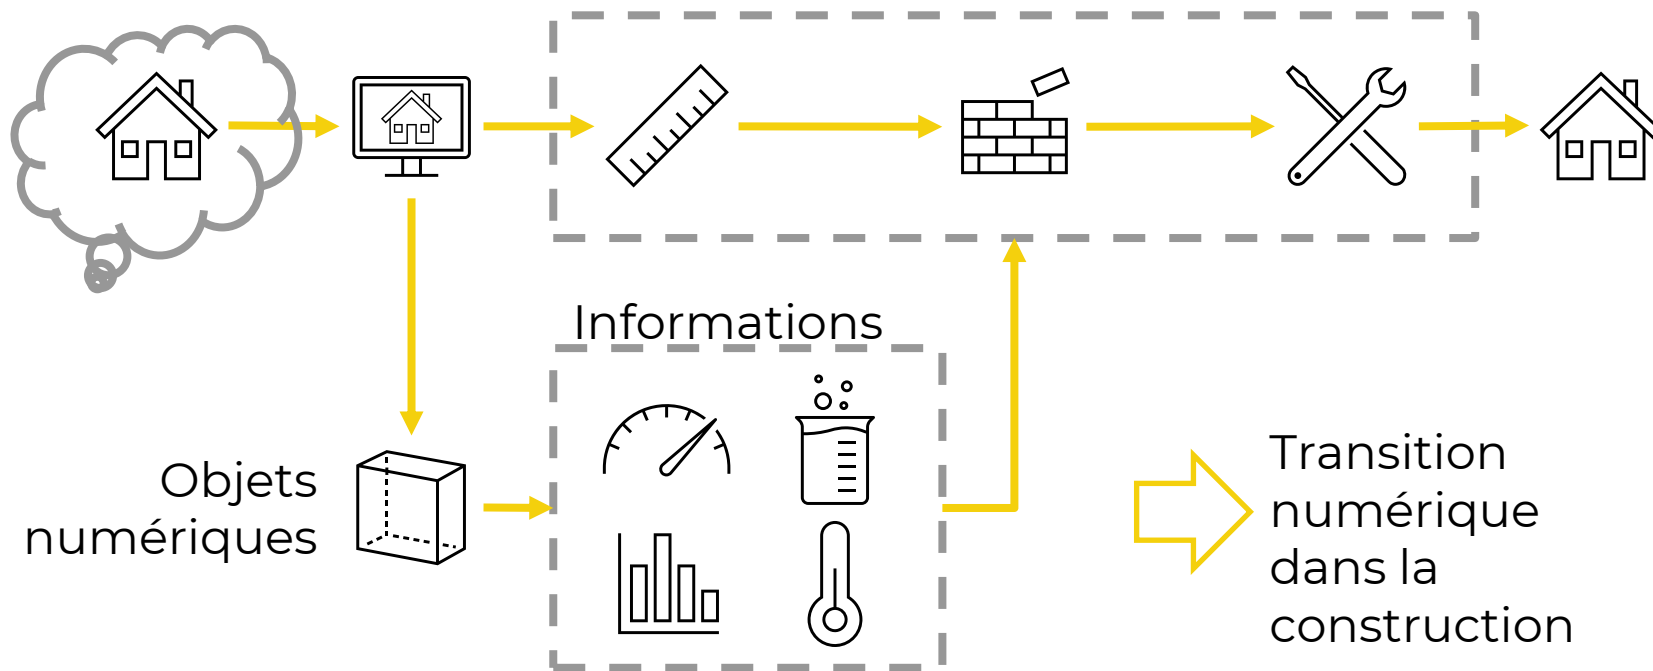 Informations
Objets
numériques
Transition
numérique
dans la
construction